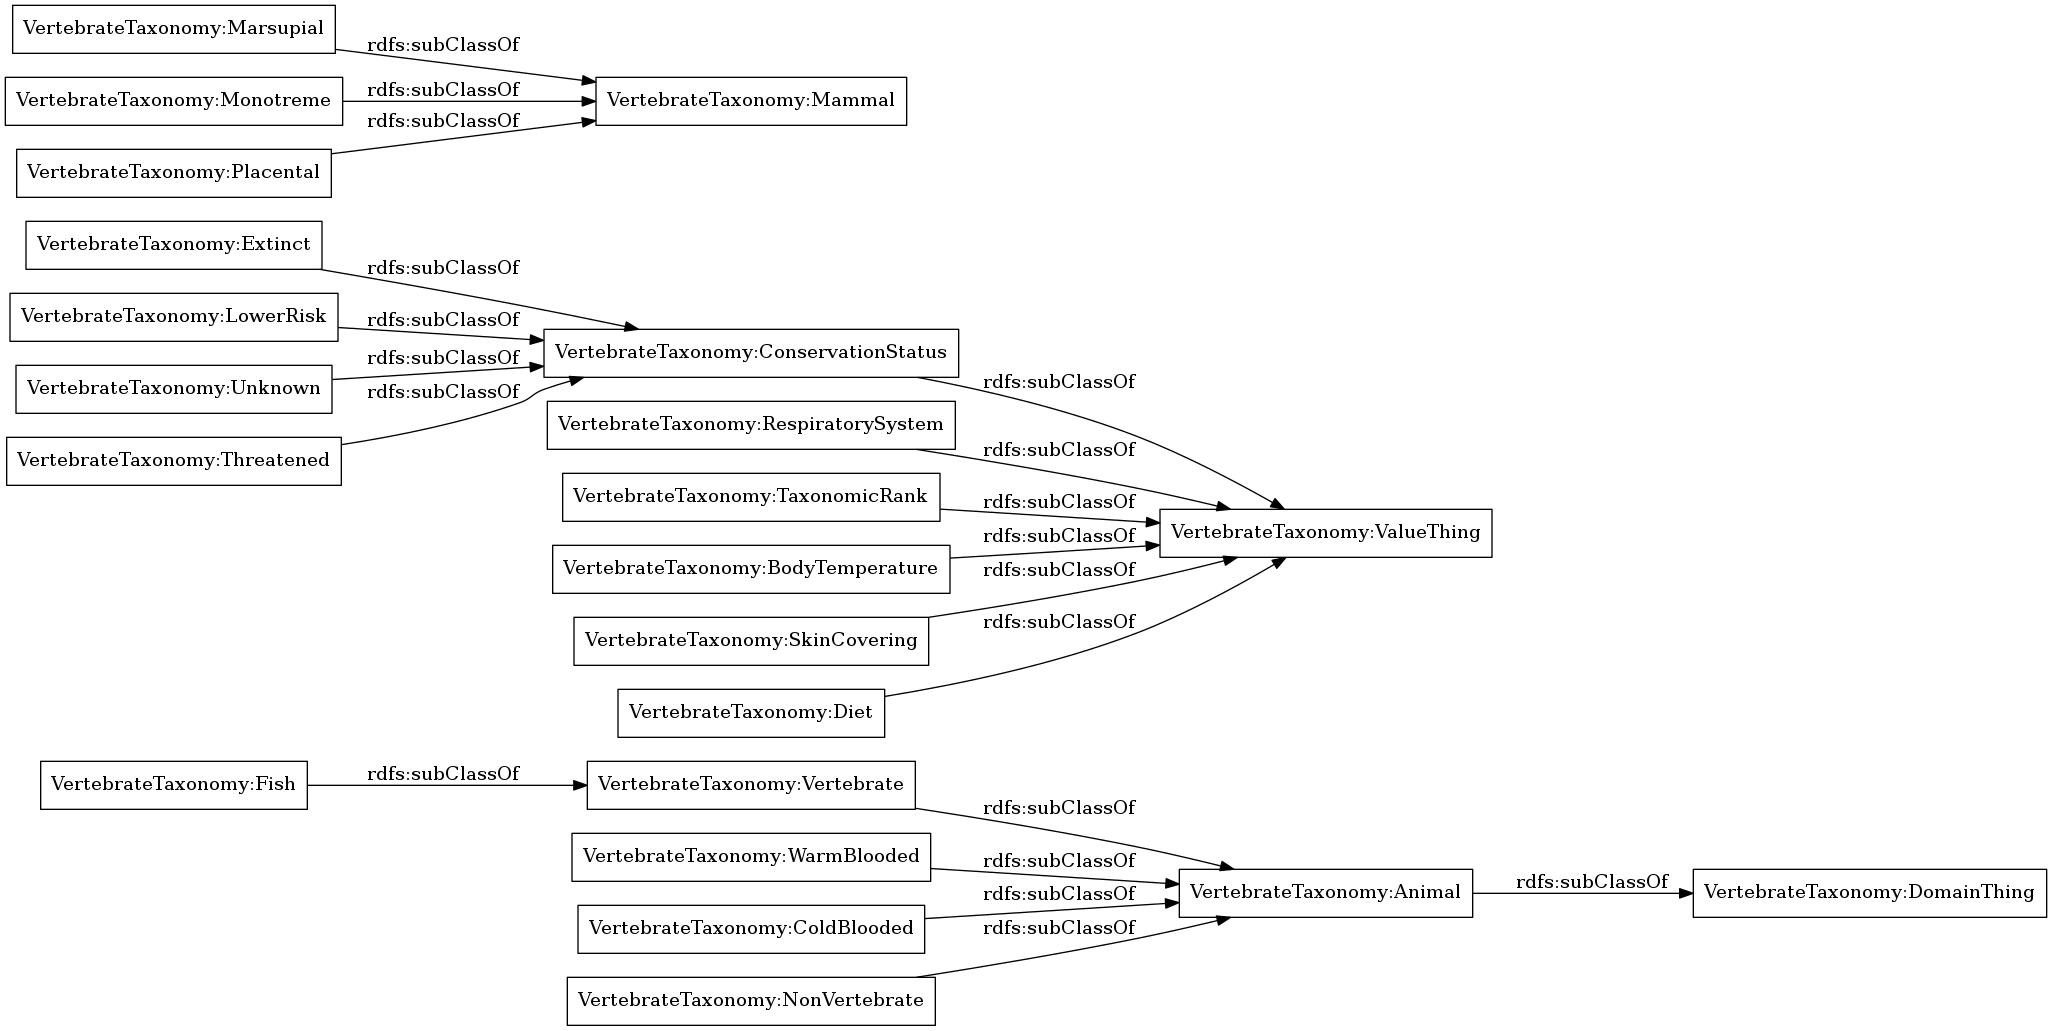 VertebrateTaxonomy:Marsupial
rdfs:subClassOf
VertebrateTaxonomy:Monotreme
rdfs:subClassOf
VertebrateTaxonomy:Mammal
rdfs:subClassOf
VertebrateTaxonomy:Placental
VertebrateTaxonomy:Extinct
rdfs:subClassOf
VertebrateTaxonomy:LowerRisk
rdfs:subClassOf
VertebrateTaxonomy:ConservationStatus
rdfs:subClassOf
VertebrateTaxonomy:Unknown
rdfs:subClassOf
rdfs:subClassOf
VertebrateTaxonomy:Threatened
VertebrateTaxonomy:RespiratorySystem
rdfs:subClassOf
VertebrateTaxonomy:TaxonomicRank
rdfs:subClassOf
VertebrateTaxonomy:ValueThing
rdfs:subClassOf
VertebrateTaxonomy:BodyTemperature
rdfs:subClassOf
VertebrateTaxonomy:SkinCovering
rdfs:subClassOf
VertebrateTaxonomy:Diet
VertebrateTaxonomy:Fish
rdfs:subClassOf
VertebrateTaxonomy:Vertebrate
rdfs:subClassOf
VertebrateTaxonomy:WarmBlooded
rdfs:subClassOf
VertebrateTaxonomy:Animal
rdfs:subClassOf
VertebrateTaxonomy:DomainThing
rdfs:subClassOf
VertebrateTaxonomy:ColdBlooded
rdfs:subClassOf
VertebrateTaxonomy:NonVertebrate